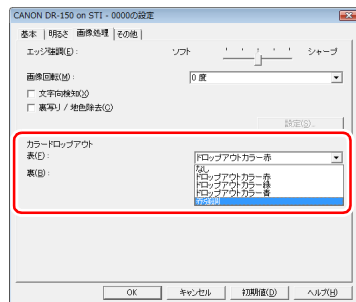 CANON DR-150 on STI - 0000の設定
基本 明るさ 画像処理 その他
エッジ強調(E): ソフト シャープ
画像回転(M): 0 度
文字向検知(X)
裏写り / 地色除去(C)
設定(S)...
カラードロップアウト
表(F): ドロップアウトカラー赤
裏(B):
なし
ドロップアウトカラー赤
ドロップアウトカラー緑
ドロップアウトカラー青
赤強調
OK キャンセル 初期値(D) ヘルプ(H)